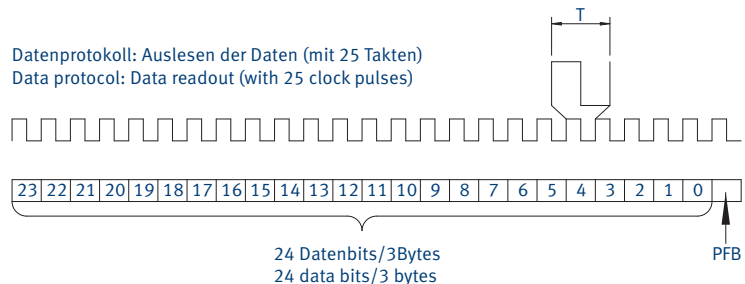 T
Datenprotokoll: Auslesen der Daten (mit 25 Takten)
Data protocol: Data readout (with 25 clock pulses)
23 22 21 20 19 18 17 16 15 14 13 12 11 10 9 8 7 6 5 4 3 2 1 0
24 Datenbits/3Bytes
24 data bits/3 bytes
PFB